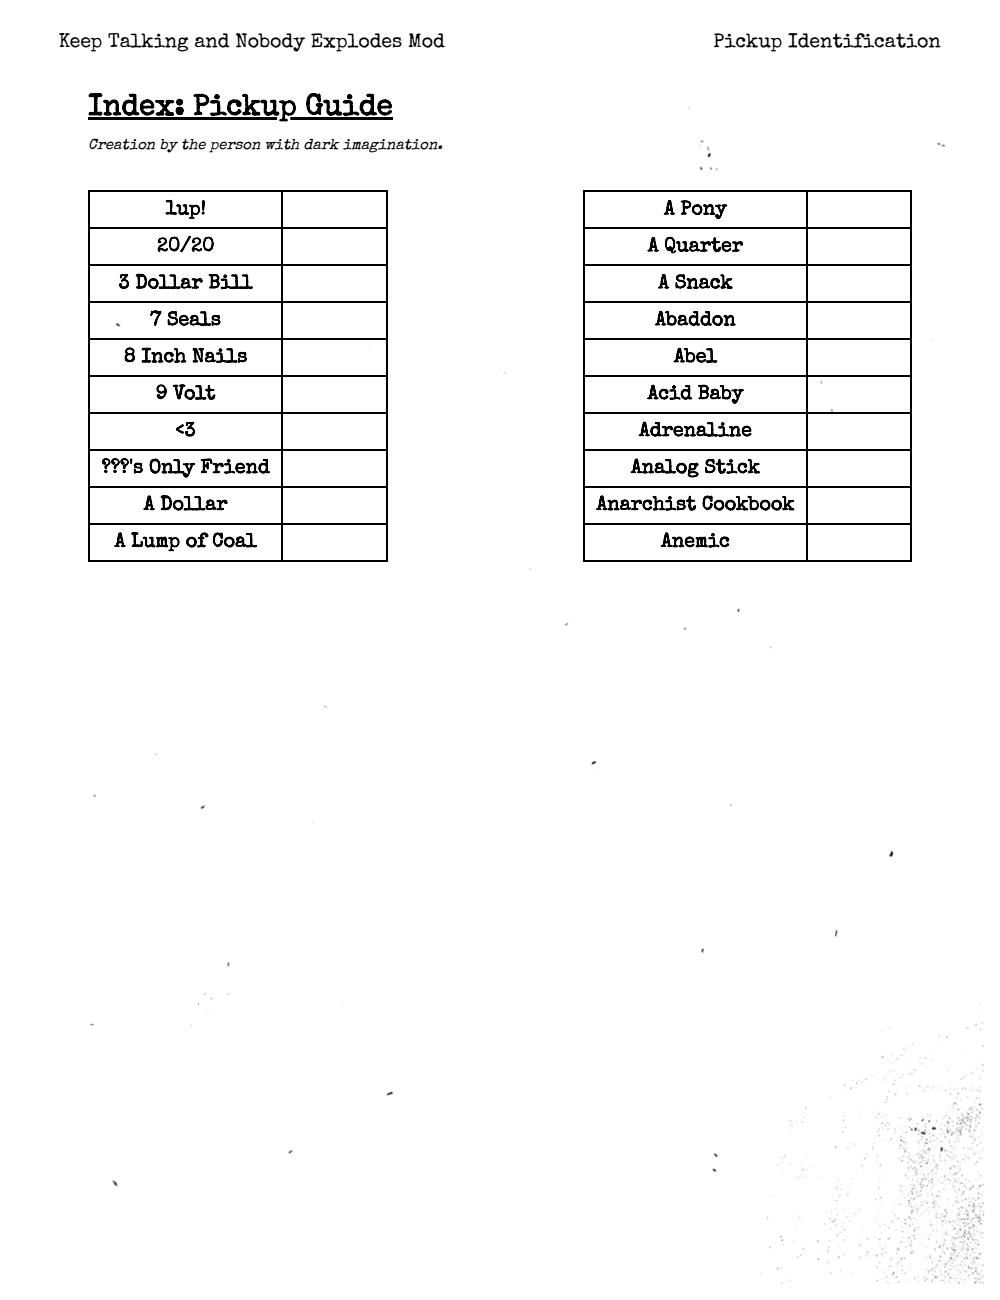 Keep Talking and Nobody Explodes Mod
Pickup Identification
Index: Pickup Guide
Creation by the person with dark imagination.
1up!
20/20
3 Dollar Bill
7 Seals
8 Inch Nails
9 Volt
<3
???'s Only Friend
A Dollar
A Lump of Coal
A Pony
A Quarter
A Snack
Abaddon
Abel
Acid Baby
Adrenaline
Analog Stick
Anarchist Cookbook
Anemic